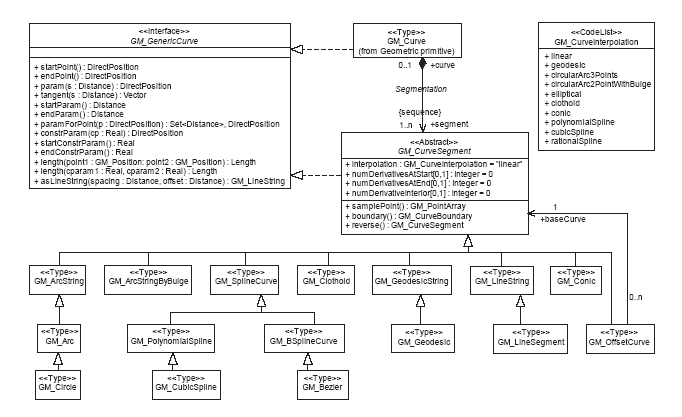 <<Interface>>
GM_GenericCurve
+ startPoint() : DirectPosition
+ endPoint() : DirectPosition
+ param(s : Distance) : DirectPosition
+ tangent(s : Distance) : Vector
+ startParam() : Distance
+ endParam() : Distance
+ paramForPoint(p : DirectPosition) : Set<Distance>, DirectPosition
+ constrParam(cp : Real) : DirectPosition
+ startConstrParam() : Real
+ endConstrParam() : Real
+ length(point1 : GM_Position; point2 : GM_Position) : Length
+ length(cparam1 : Real, cparam2 : Real) : Length
+ asLineString(spacing : Distance, offset : Distance) : GM_LineString
<<Type>>
GM_Curve
(from Geometric primitive)
0..1
+curve
Segmentation
{sequence}
1..n
+segment
<<CodeList>>
GM_CurveInterpolation
+ linear
+ geodesic
+ circularArc3Points
+ circularArc2PointWithBulge
+ elliptical
+ clothoid
+ conic
+ polynomialSpline
+ cubicSpline
+ rationalSpline
<<Abstract>>
GM_CurveSegment
+ interpolation : GM_CurveInterpolation = "linear"
+ numDerivativesAtStart[0,1] : Integer = 0
+ numDerivativesAtEnd[0,1] : Integer = 0
+ numDerivativeInterior[0,1] : Integer = 0
+ samplePoint() : GM_PointArray
+ boundary() : GM_CurveBoundary
+ reverse() : GM_CurveSegment
1
+baseCurve
0..n
<<Type>>
GM_ArcString
<<Type>>
GM_ArcStringByBulge
<<Type>>
GM_SplineCurve
<<Type>>
GM_Clothoid
<<Type>>
GM_GeodesicString
<<Type>>
GM_LineString
<<Type>>
GM_Conic
<<Type>>
GM_Arc
<<Type>>
GM_PolynomialSpline
<<Type>>
GM_BSplineCurve
<<Type>>
GM_Geodesic
<<Type>>
GM_LineSegment
<<Type>>
GM_OffsetCurve
<<Type>>
GM_Circle
<<Type>>
GM_CubicSpline
<<Type>>
GM_Bezier